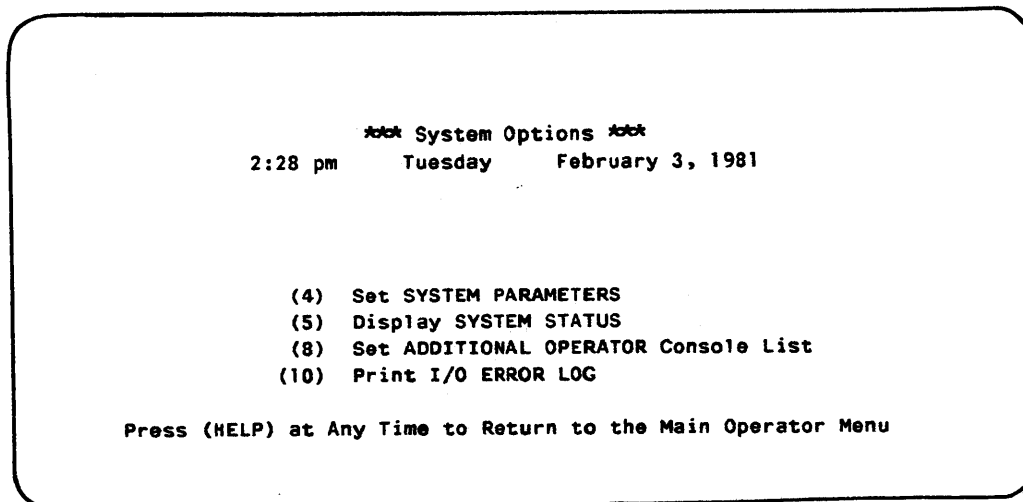 *** System Options ***
2:28 pm Tuesday February 3, 1981
(4) Set SYSTEM PARAMETERS
(5) Display SYSTEM STATUS
(8) Set ADDITIONAL OPERATOR Console List
(10) Print I/O ERROR LOG
Press (HELP) at Any Time to Return to the Main Operator Menu